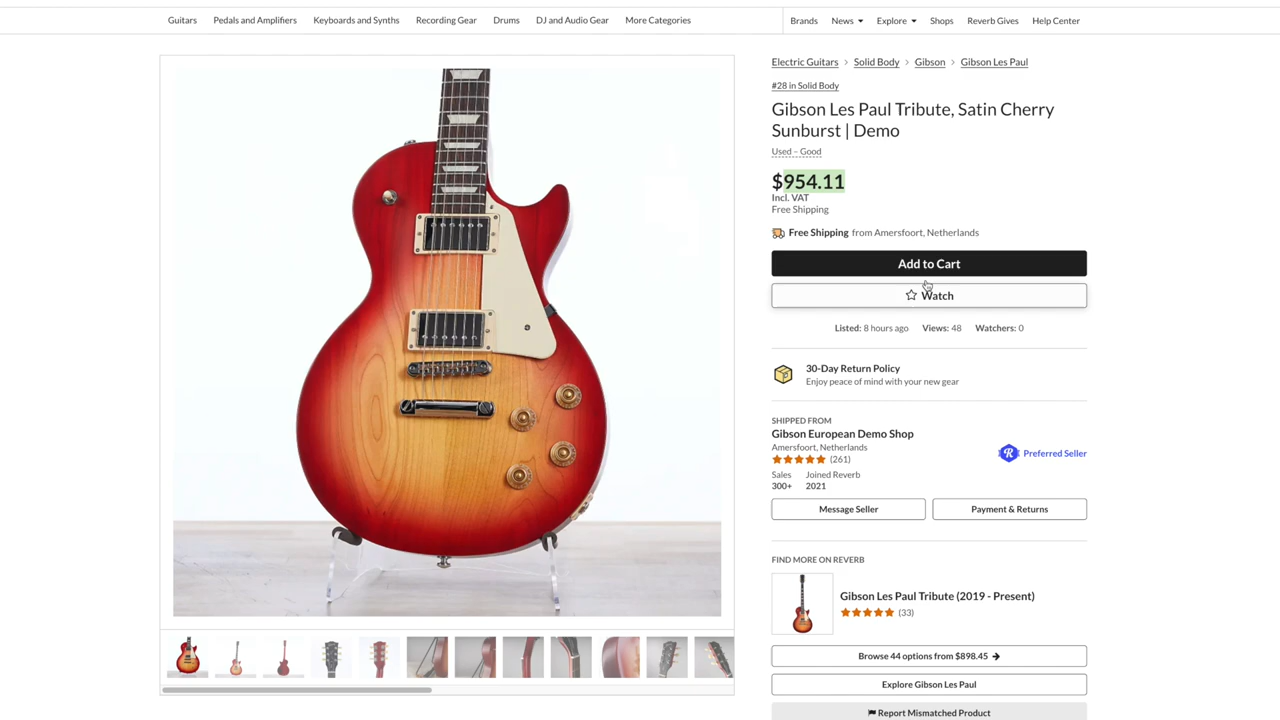 Guitars Pedals and Amplifiers Keyboards and Synths Recording Gear Drums DJ and Audio Gear More Categories Brands News Explore Shops Reverb Gives Help Center
Electric Guitars > Solid Body > Gibson > Gibson Les Paul
#28 in Solid Body
Gibson Les Paul Tribute, Satin Cherry
Sunburst | Demo
Used – Good
$954.11
Incl. VAT
Free Shipping
Free Shipping from Amersfoort, Netherlands
Add to Cart
Watch
Listed: 8 hours ago Views: 48 Watchers: 0
30-Day Return Policy
Enjoy peace of mind with your new gear
SHIPPED FROM
Gibson European Demo Shop
Amersfoort, Netherlands
(261)
Preferred Seller
Sales Joined Reverb
300+ 2021
Message Seller Payment & Returns
FIND MORE ON REVERB
Gibson Les Paul Tribute (2019 - Present)
(33)
Browse 44 options from $898.45 →
Explore Gibson Les Paul
Report Mismatched Product